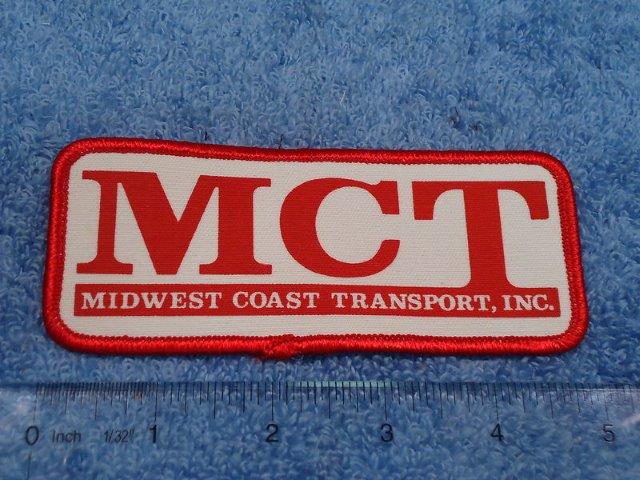 MCT
MIDWEST COAST TRANSPORT, INC.
0 Inch 1/32" 1 2 3 4 5